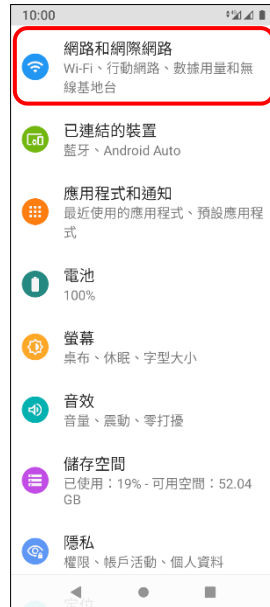 10:00
網路和網際網路
Wi-Fi、行動網路、數據用量和無
線基地台
已連結的裝置
藍牙、Android Auto
應用程式和通知
最近使用的應用程式、預設應用程
式
電池
100%
螢幕
桌布、休眠、字型大小
音效
音量、震動、零打擾
儲存空間
已使用：19% - 可用空間：52.04
GB
隱私
權限、帳戶活動、個人資料